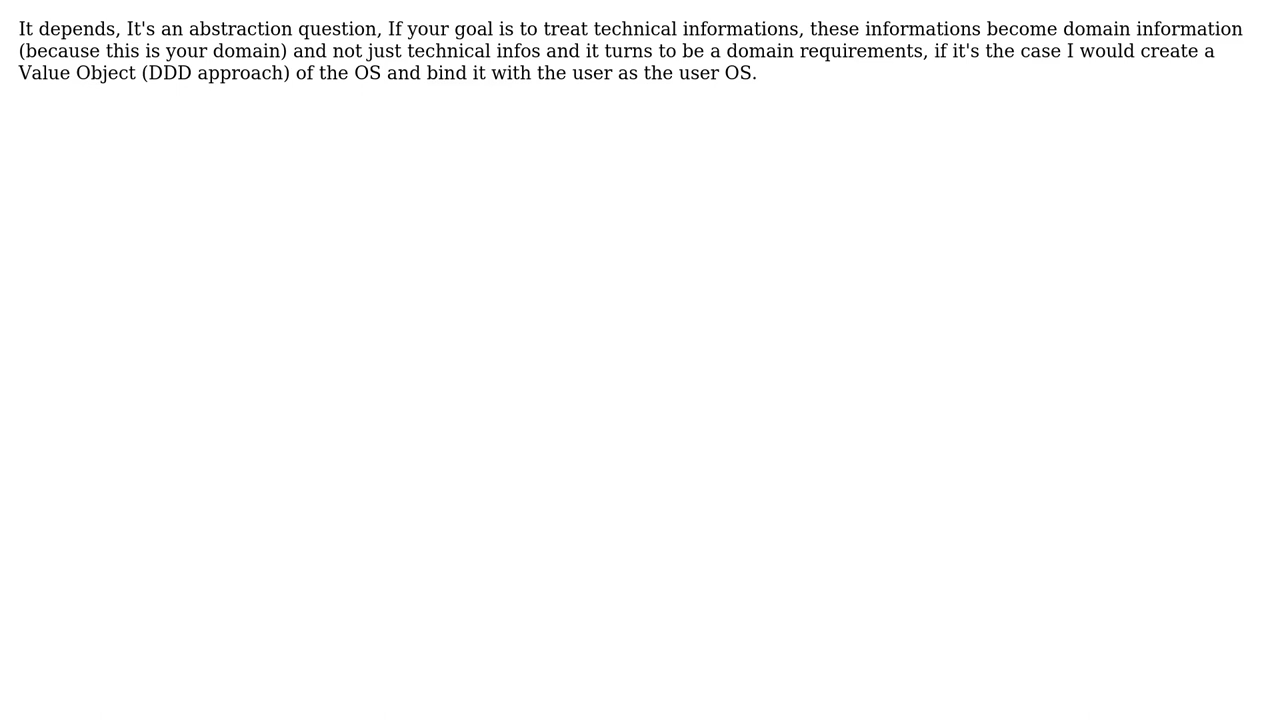 It depends, It's an abstraction question, If your goal is to treat technical informations, these informations become domain information
(because this is your domain) and not just technical infos and it turns to be a domain requirements, if it's the case I would create a
Value Object (DDD approach) of the OS and bind it with the user as the user OS.